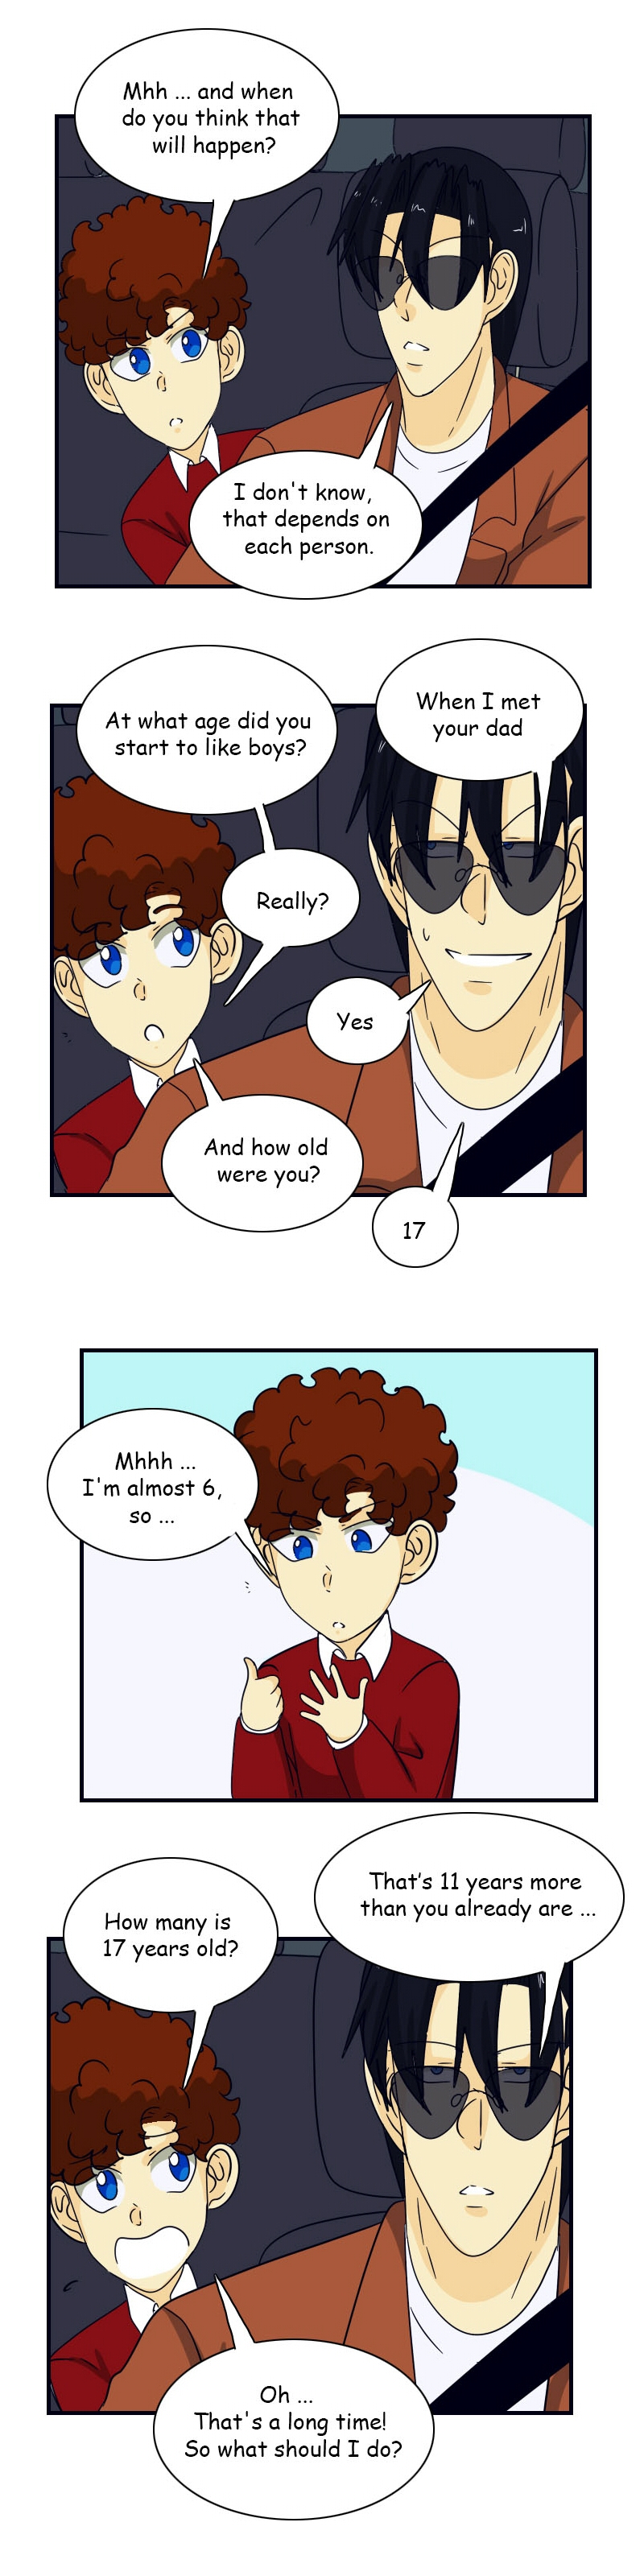 Mhh ... and when
do you think that
will happen?
I don't know,
that depends on
each person.
At what age did you
start to like boys?
When I met
your dad
Really?
Yes
And how old
were you?
17
Mhhh ...
I'm almost 6,
so ...
How many is
17 years old?
That's 11 years more
than you already are ...
Oh ...
That's a long time!
So what should I do?